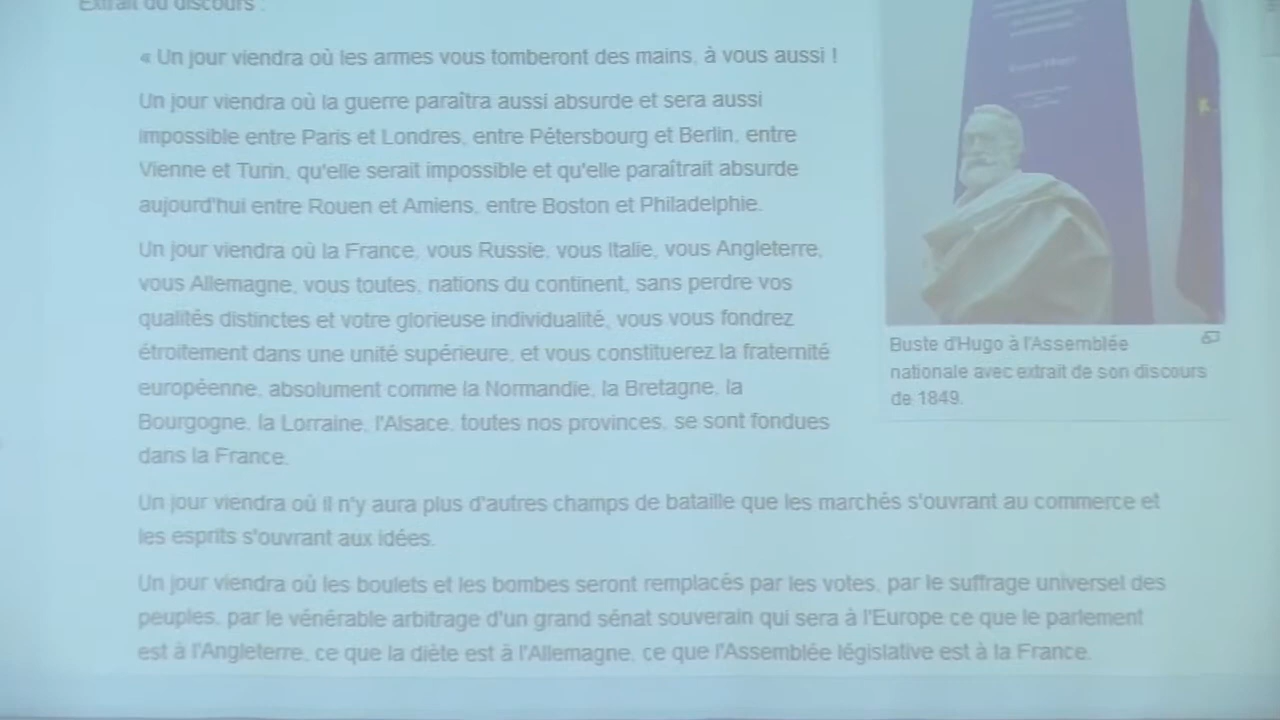 Extrait du discours :
« Un jour viendra où les armes vous tomberont des mains, à vous aussi !
Un jour viendra où la guerre paraîtra aussi absurde et sera aussi
impossible entre Paris et Londres, entre Pétersbourg et Berlin, entre
Vienne et Turin, qu'elle serait impossible et qu'elle paraîtrait absurde
aujourd'hui entre Rouen et Amiens, entre Boston et Philadelphie.
Un jour viendra où la France, vous Russie, vous Italie, vous Angleterre,
vous Allemagne, vous toutes, nations du continent, sans perdre vos
qualités distinctes et votre glorieuse individualité, vous vous fondrez
étroitement dans une unité supérieure, et vous constituerez la fraternité
européenne, absolument comme la Normandie, la Bretagne, la
Bourgogne, la Lorraine, l'Alsace, toutes nos provinces, se sont fondues
dans la France.
Un jour viendra où il n'y aura plus d'autres champs de bataille que les marchés s'ouvrant au commerce et
les esprits s'ouvrant aux idées.
Un jour viendra où les boulets et les bombes seront remplacés par les votes, par le suffrage universel des
peuples, par le vénérable arbitrage d'un grand sénat souverain qui sera à l'Europe ce que le parlement
est à l'Angleterre, ce que la diète est à l'Allemagne, ce que l'Assemblée législative est à la France.
Buste d'Hugo à l'Assemblée
nationale avec extrait de son discours
de 1849.